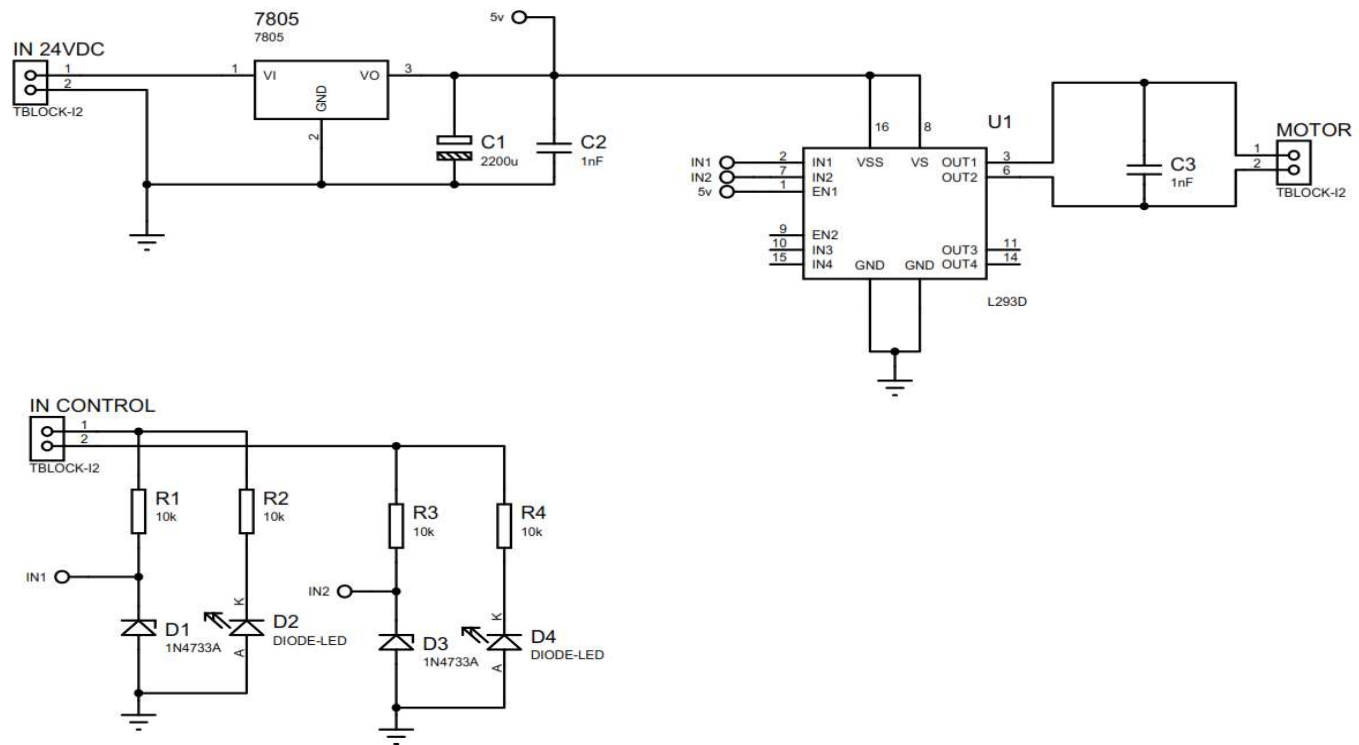 7805
7805
5v
IN 24VDC
1
2
TBLOCK-I2
1
VI
VO
3
GND
2
C1
2200u
C2
1nF
16
8
U1
IN1
2
IN1
VSS
VS
OUT1
3
IN2
7
IN2
OUT2
6
5v
1
EN1
9
EN2
10
IN3
OUT3
11
15
IN4
GND
GND
OUT4
14
L293D
C3
1nF
MOTOR
1
2
TBLOCK-I2
IN CONTROL
1
2
TBLOCK-I2
R1
10k
R2
10k
R3
10k
R4
10k
IN1
IN2
K
D1
1N4733A
A
D2
DIODE-LED
D3
1N4733A
K
A
D4
DIODE-LED